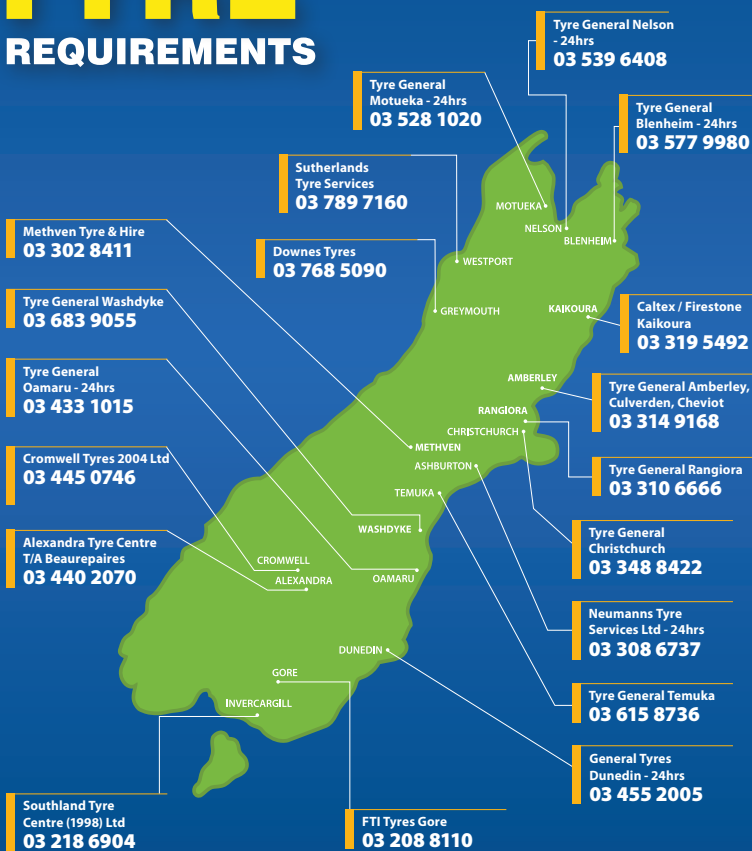 TYRE
REQUIREMENTS
Tyre General Nelson
- 24hrs
03 539 6408
Tyre General
Motueka - 24hrs
03 528 1020
Tyre General
Blenheim - 24hrs
03 577 9980
Sutherlands
Tyre Services
03 789 7160
Methven Tyre & Hire
03 302 8411
Downes Tyres
03 768 5090
Tyre General Washdyke
03 683 9055
Caltex / Firestone
Kaikoura
03 319 5492
Tyre General
Oamaru - 24hrs
03 433 1015
Tyre General Amberley,
Culverden, Cheviot
03 314 9168
Cromwell Tyres 2004 Ltd
03 445 0746
Tyre General Rangiora
03 310 6666
Alexandra Tyre Centre
T/A Beaurepaires
03 440 2070
Tyre General
Christchurch
03 348 8422
Neumanns Tyre
Services Ltd - 24hrs
03 308 6737
Tyre General Temuka
03 615 8736
General Tyres
Dunedin - 24hrs
03 455 2005
Southland Tyre
Centre (1998) Ltd
03 218 6904
FTI Tyres Gore
03 208 8110
MOTUEKA
NELSON
BLENHEIM
WESTPORT
GREYMOUTH
KAIKOURA
AMBERLEY
RANGIORA
CHRISTCHURCH
METHVEN
ASHBURTON
TEMUKA
WASHDYKE
CROMWELL
ALEXANDRA
OAMARU
DUNEDIN
GORE
INVERCARGILL